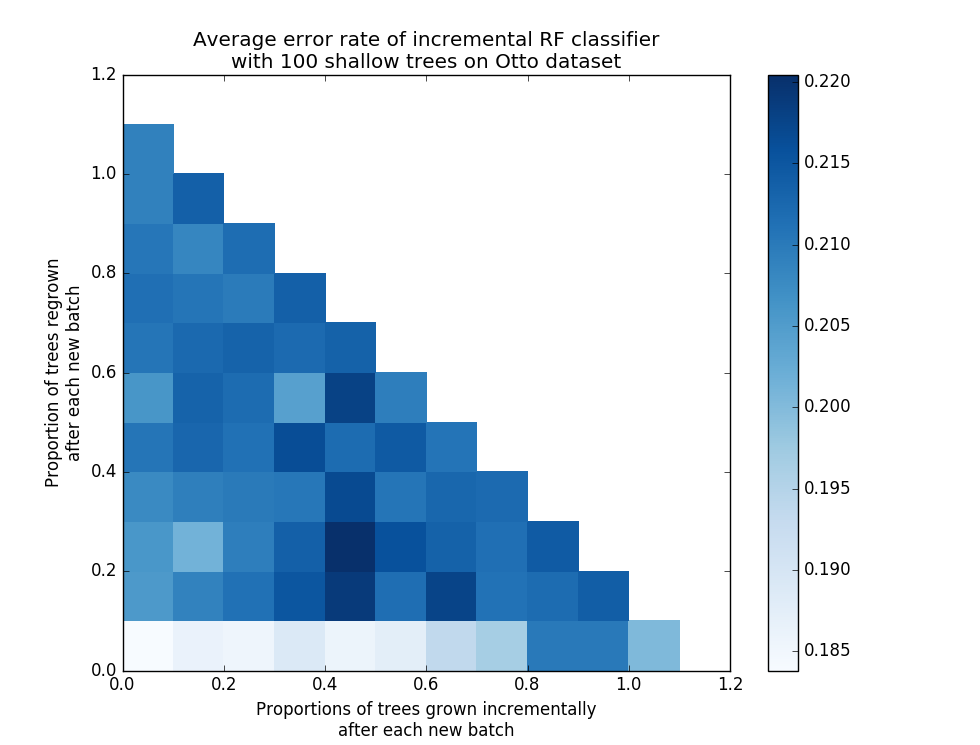 Average error rate of incremental RF classifier
with 100 shallow trees on Otto dataset
1.2
1.0
0.8
0.6
0.4
0.2
0.0
Proportion of trees regrown
after each new batch
0.0 0.2 0.4 0.6 0.8 1.0 1.2
Proportions of trees grown incrementally
after each new batch
0.220
0.215
0.210
0.205
0.200
0.195
0.190
0.185